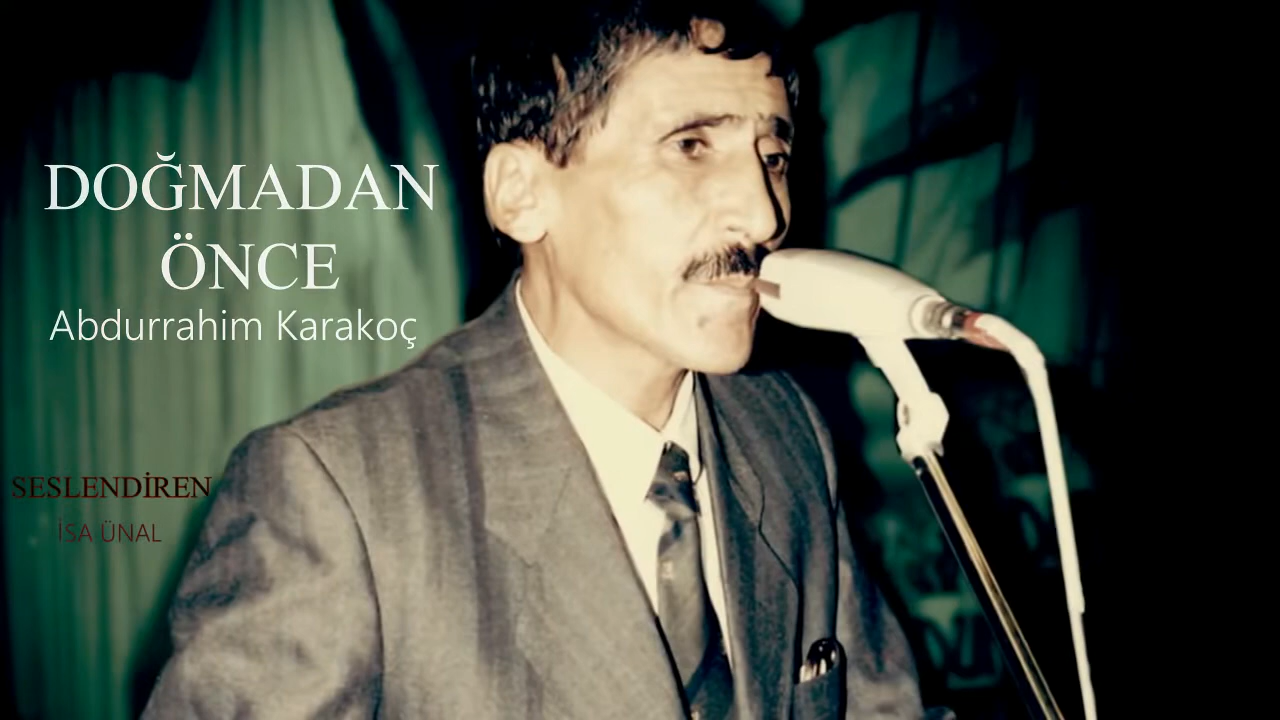 DOĞMADAN
ÖNCE
Abdurrahim Karakoç
SESLENDİREN
İSA ÜNAL